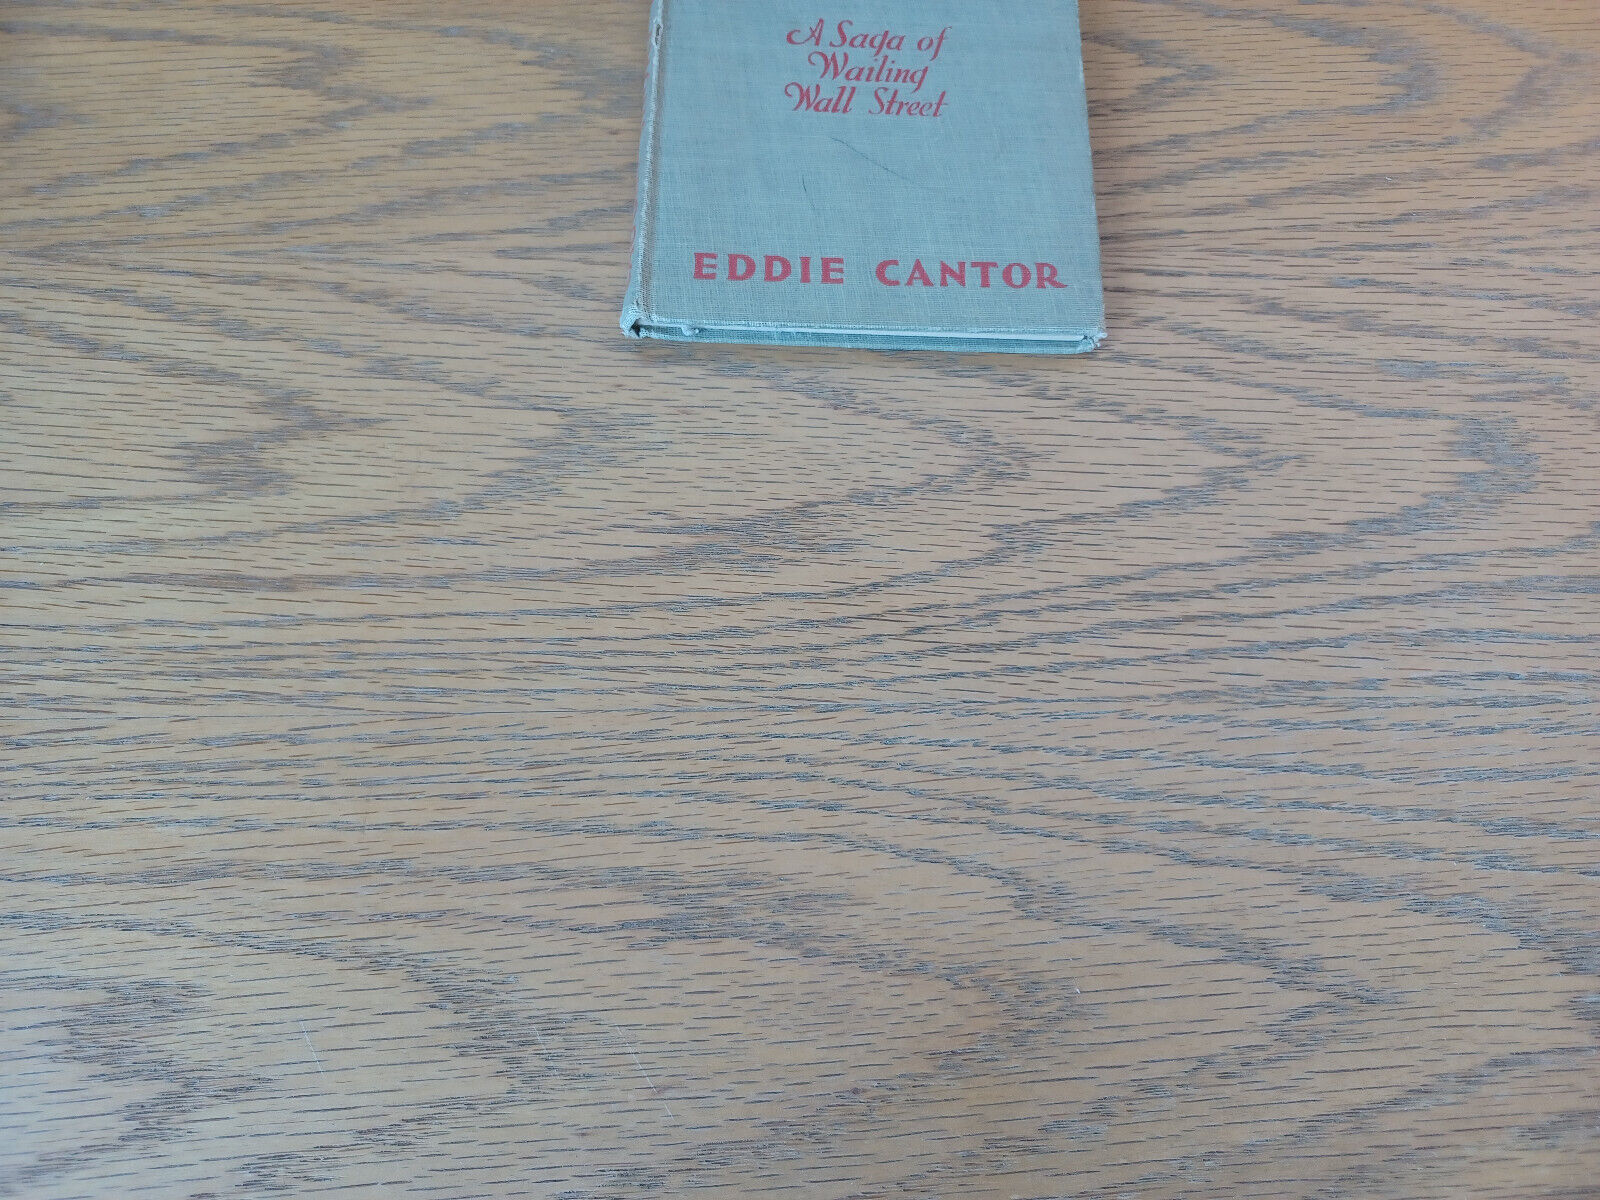 A Saga of
Wailing
Wall Street
EDDIE CANTOR